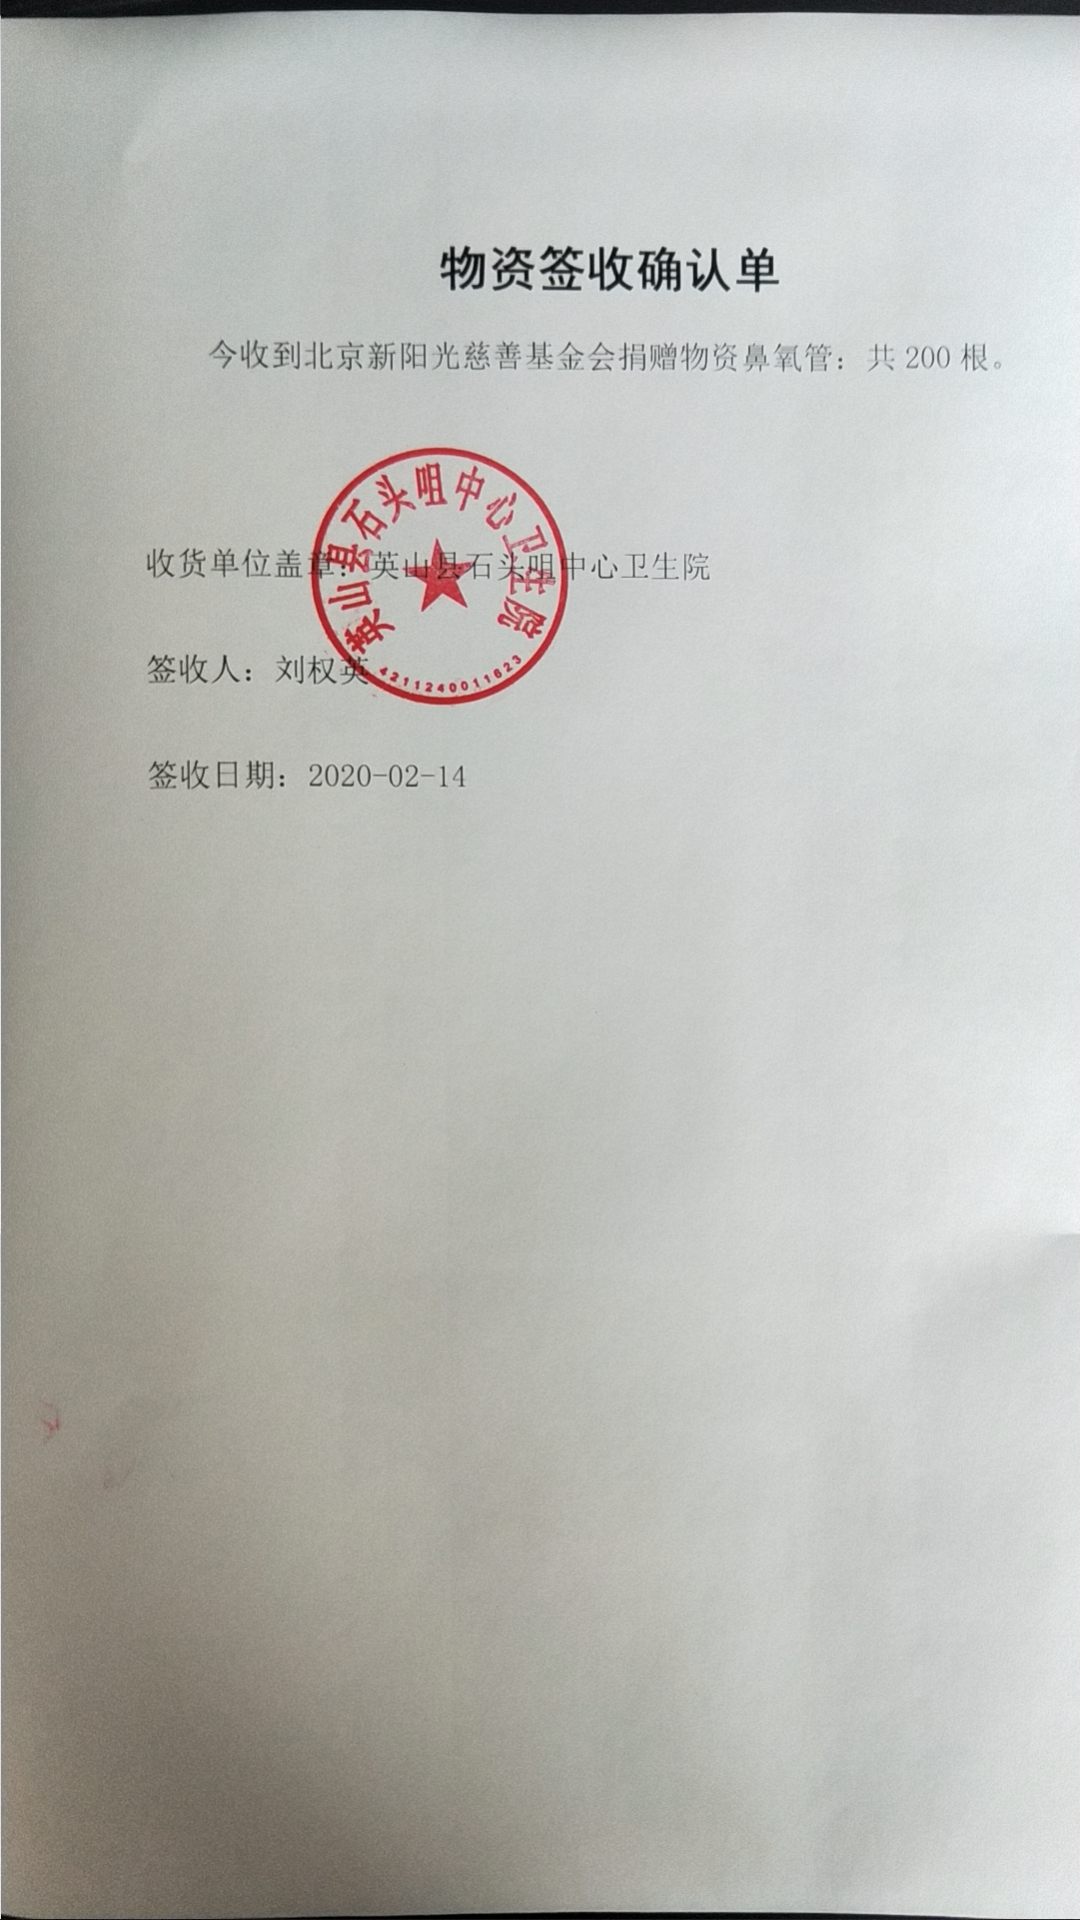 物资签收确认单
今收到北京新阳光慈善基金会捐赠物资鼻氧管：共 200 根。
英山县石头咀中心卫生院
收货单位盖章：英山县石头咀中心卫生院
签收人：刘权英
4211240011623
签收日期：2020-02-14